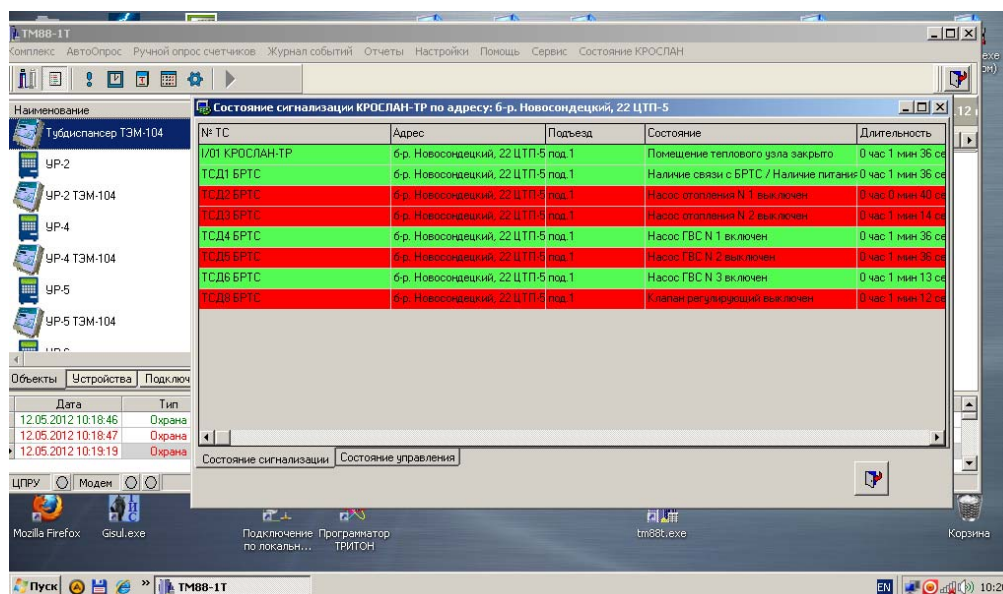 ТМ88-1Т
Комплекс АвтоОпрос Ручной опрос счетчиков Журнал событий Отчеты Настройки Помощь Сервис Состояние КРОСЛАН
Наименование
Тубдиспансер ТЭМ-104
УР-2
УР-2 ТЭМ-104
УР-4
УР-4 ТЭМ-104
УР-5
УР-5 ТЭМ-104
Состояние сигнализации КРОСЛАН-ТР по адресу: б-р. Новосондецкий, 22 ЦТП-5
№ ТС Адрес Подъезд Состояние Длительность
I/01 КРОСЛАН-ТР б-р. Новосондецкий, 22 ЦТП-5 под.1 Помещение теплового узла закрыто 0 час 1 мин 36 се
ТСД1 БРТС б-р. Новосондецкий, 22 ЦТП-5 под.1 Наличие связи с БРТС / Наличие питания 0 час 1 мин 36 се
ТСД2 БРТС б-р. Новосондецкий, 22 ЦТП-5 под.1 Насос отопления N 1 выключен 0 час 0 мин 40 се
ТСД3 БРТС б-р. Новосондецкий, 22 ЦТП-5 под.1 Насос отопления N 2 выключен 0 час 1 мин 14 се
ТСД4 БРТС б-р. Новосондецкий, 22 ЦТП-5 под.1 Насос ГВС N 1 включен 0 час 1 мин 36 се
ТСД5 БРТС б-р. Новосондецкий, 22 ЦТП-5 под.1 Насос ГВС N 2 выключен 0 час 1 мин 36 се
ТСД6 БРТС б-р. Новосондецкий, 22 ЦТП-5 под.1 Насос ГВС N 3 включен 0 час 1 мин 13 се
ТСД8 БРТС б-р. Новосондецкий, 22 ЦТП-5 под.1 Клапан регулирующий выключен 0 час 1 мин 12 се
Объекты Устройства Подключ
Дата Тип
12.05.2012 10:18:46 Охрана
12.05.2012 10:18:47 Охрана
12.05.2012 10:19:19 Охрана
Состояние сигнализации Состояние управления
ЦПРУ Модем
Mozilla Firefox Gisul.exe
Подключение по локальн...
Программатор ТРИТОН
tm88t.exe
Корзина
Пуск » ТМ88-1Т EN